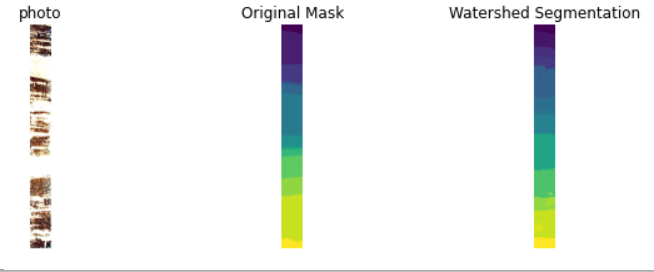 photo
Original Mask
Watershed Segmentation